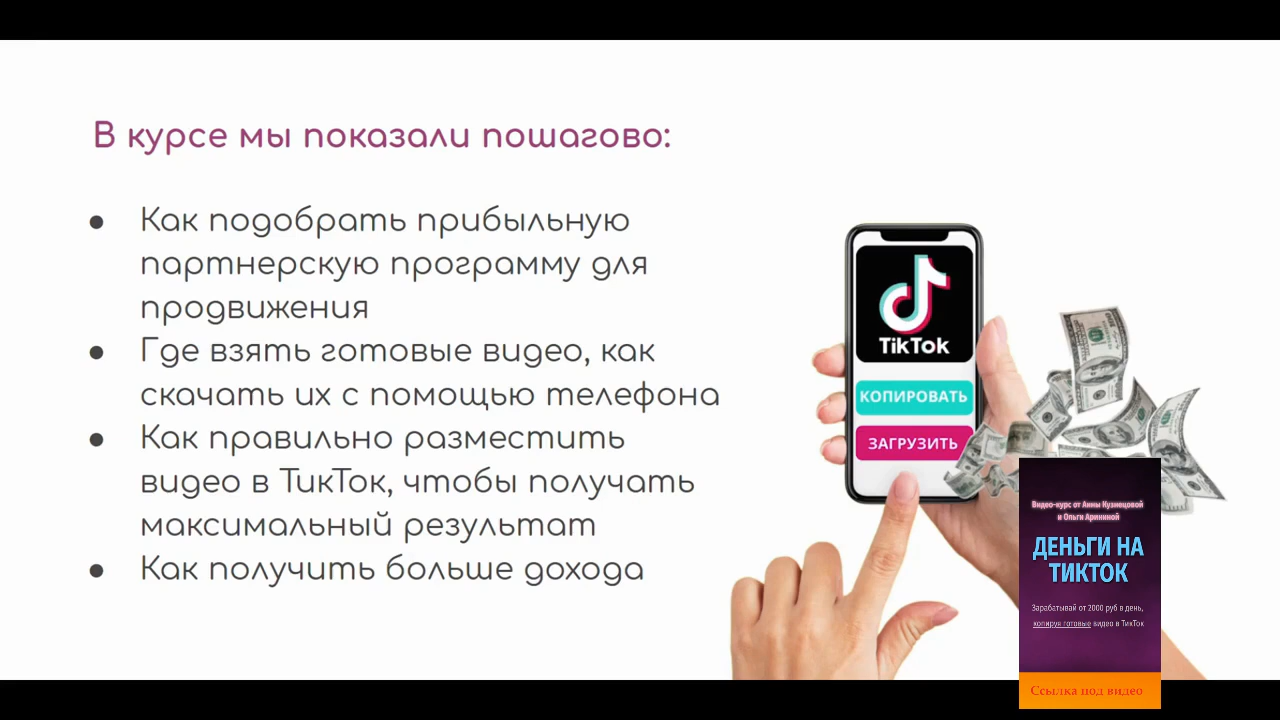 В курсе мы показали пошагово:
● Как подобрать прибыльную
партнерскую программу для
продвижения
● Где взять готовые видео, как
скачать их с помощью телефона
● Как правильно разместить
видео в ТикТок, чтобы получать
максимальный результат
● Как получить больше дохода
TikTok
КОПИРОВАТЬ
ЗАГРУЗИТЬ
Видео-курс от Анны Кузнецовой
и Ольги Аринины
ДЕНЬГИ НА
ТИКТОК
Зарабатывай от 2000 руб в день,
копируя готовые видео в ТикТок
Ссылка под видео